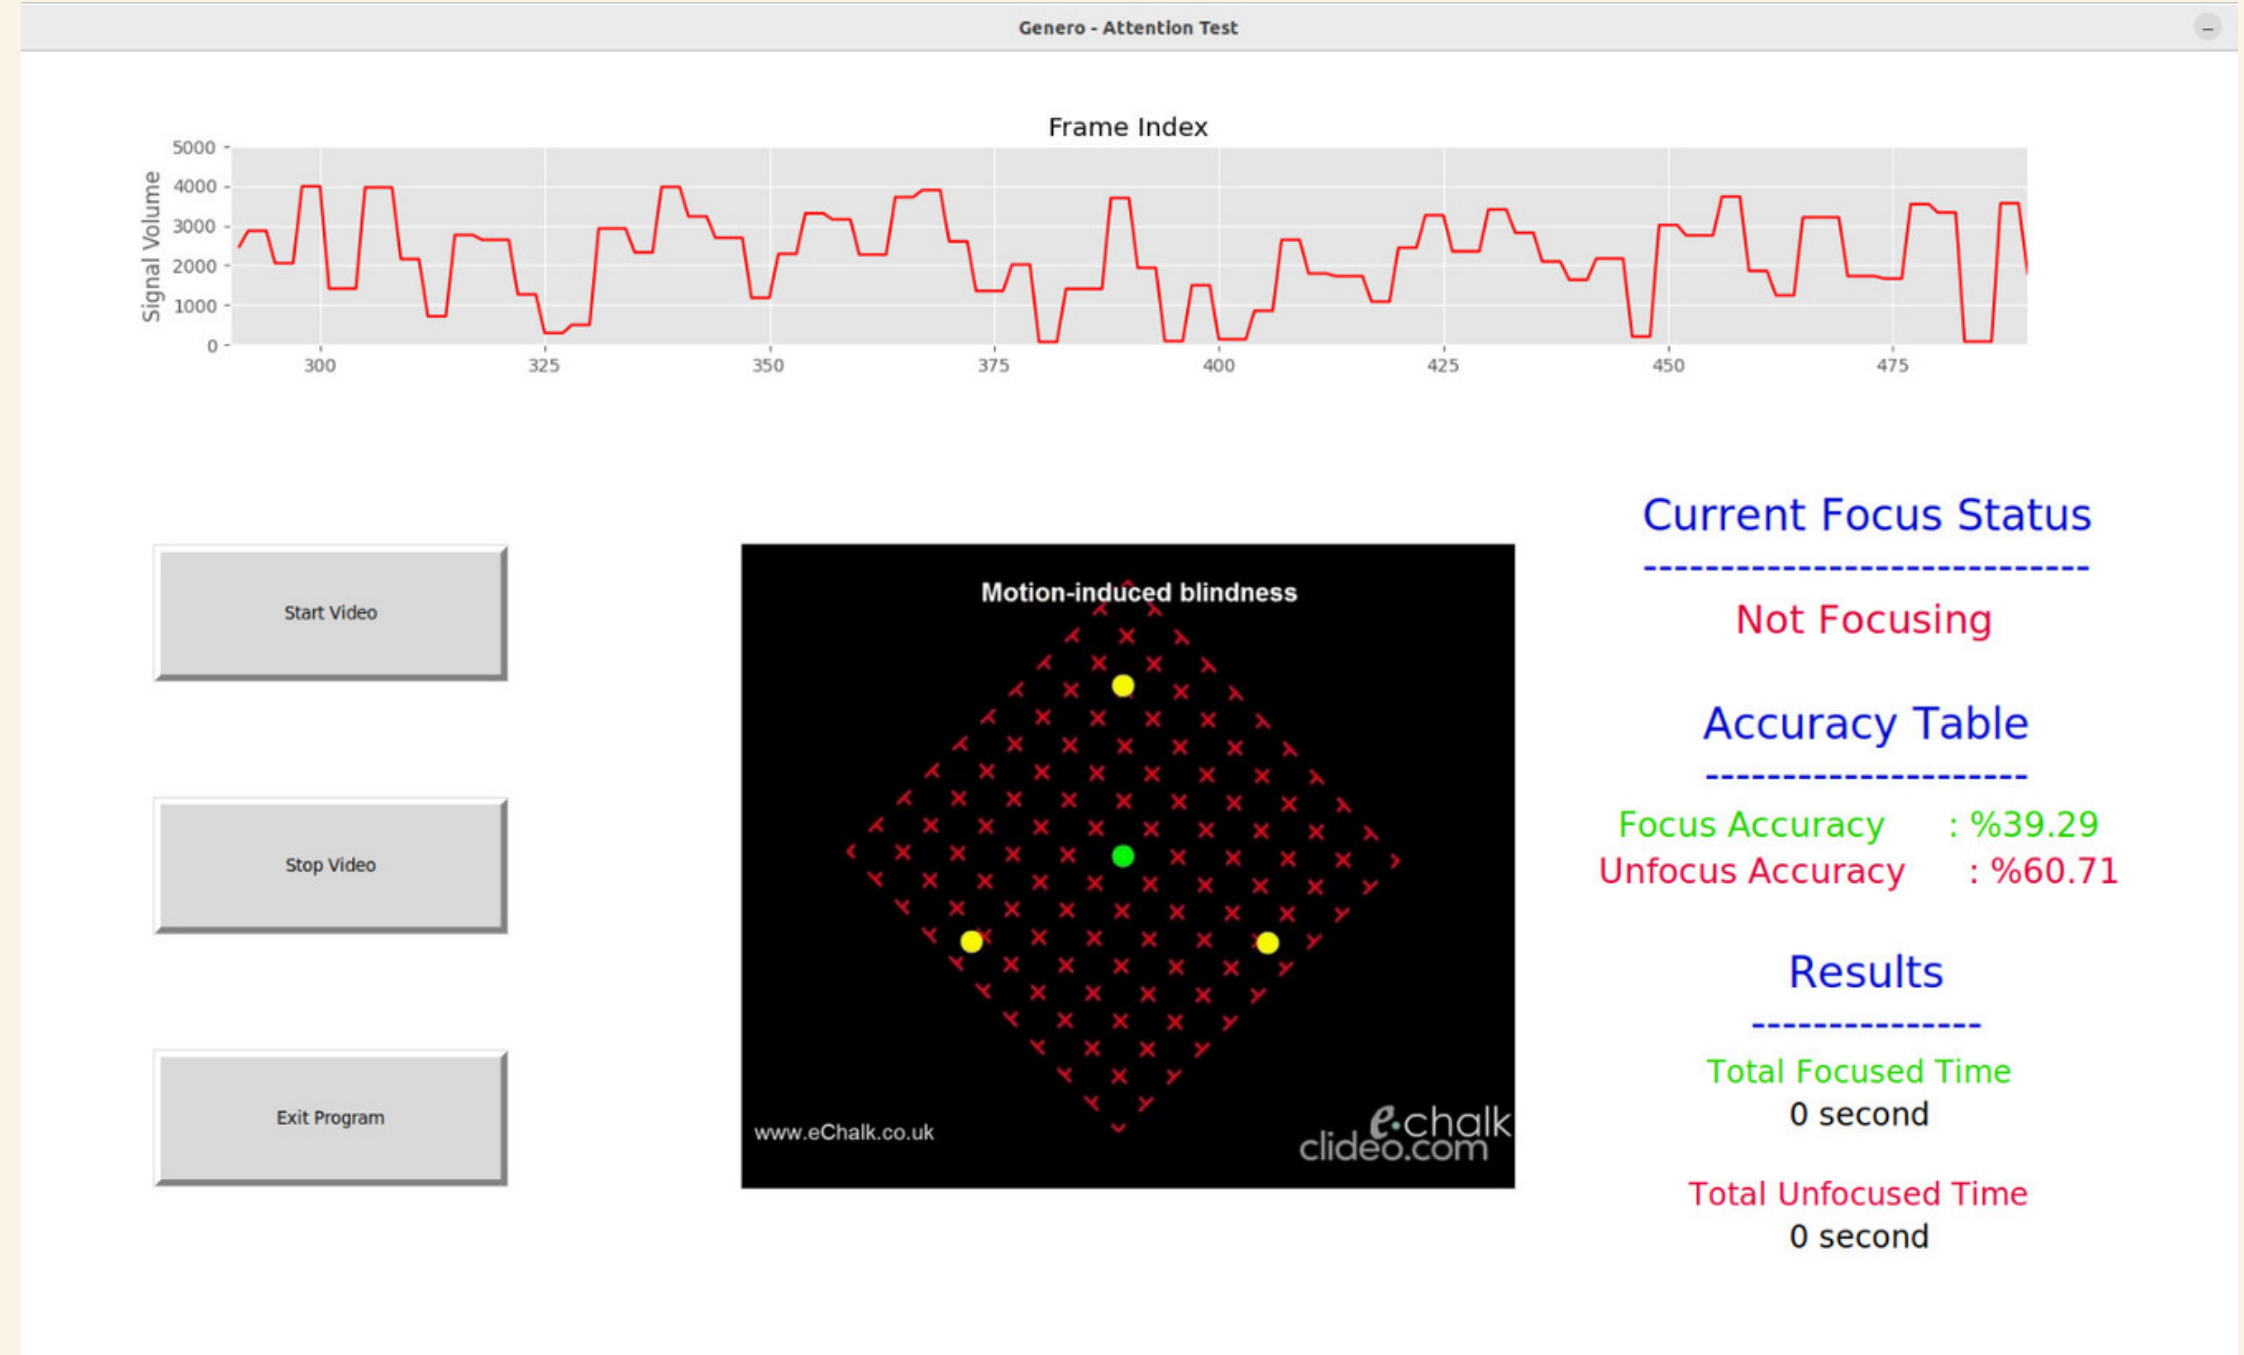 Genero - Attention Test
Frame Index
Signal Volume
5000
4000
3000
2000
1000
0
300 325 350 375 400 425 450 475
Start Video
Stop Video
Exit Program
Motion-induced blindness
www.eChalk.co.uk
e·chalk
clideo.com
Current Focus Status
-----------------------------
Not Focusing
Accuracy Table
---------------------
Focus Accuracy : %39.29
Unfocus Accuracy : %60.71
Results
---------------
Total Focused Time
0 second
Total Unfocused Time
0 second